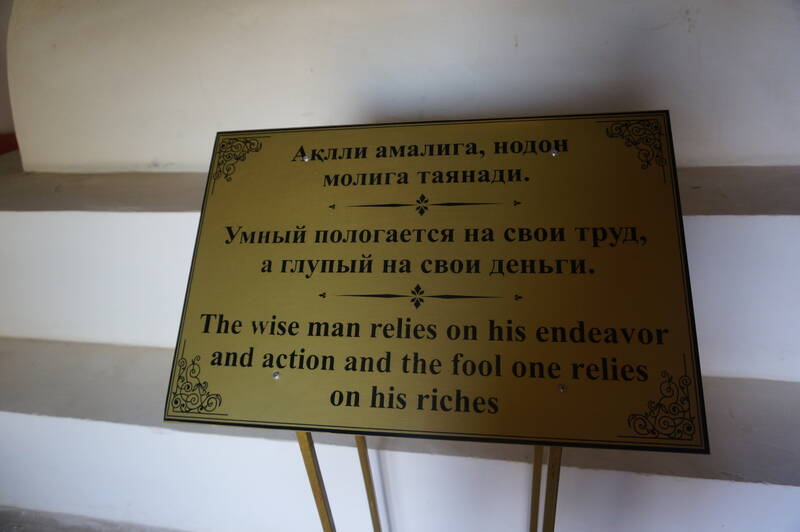 Ақлли амалига, нодон
молига таянади.
Умный пологается на свои труд,
а глупый на свои деньги.
The wise man relies on his endeavor
and action and the fool one relies
on his riches